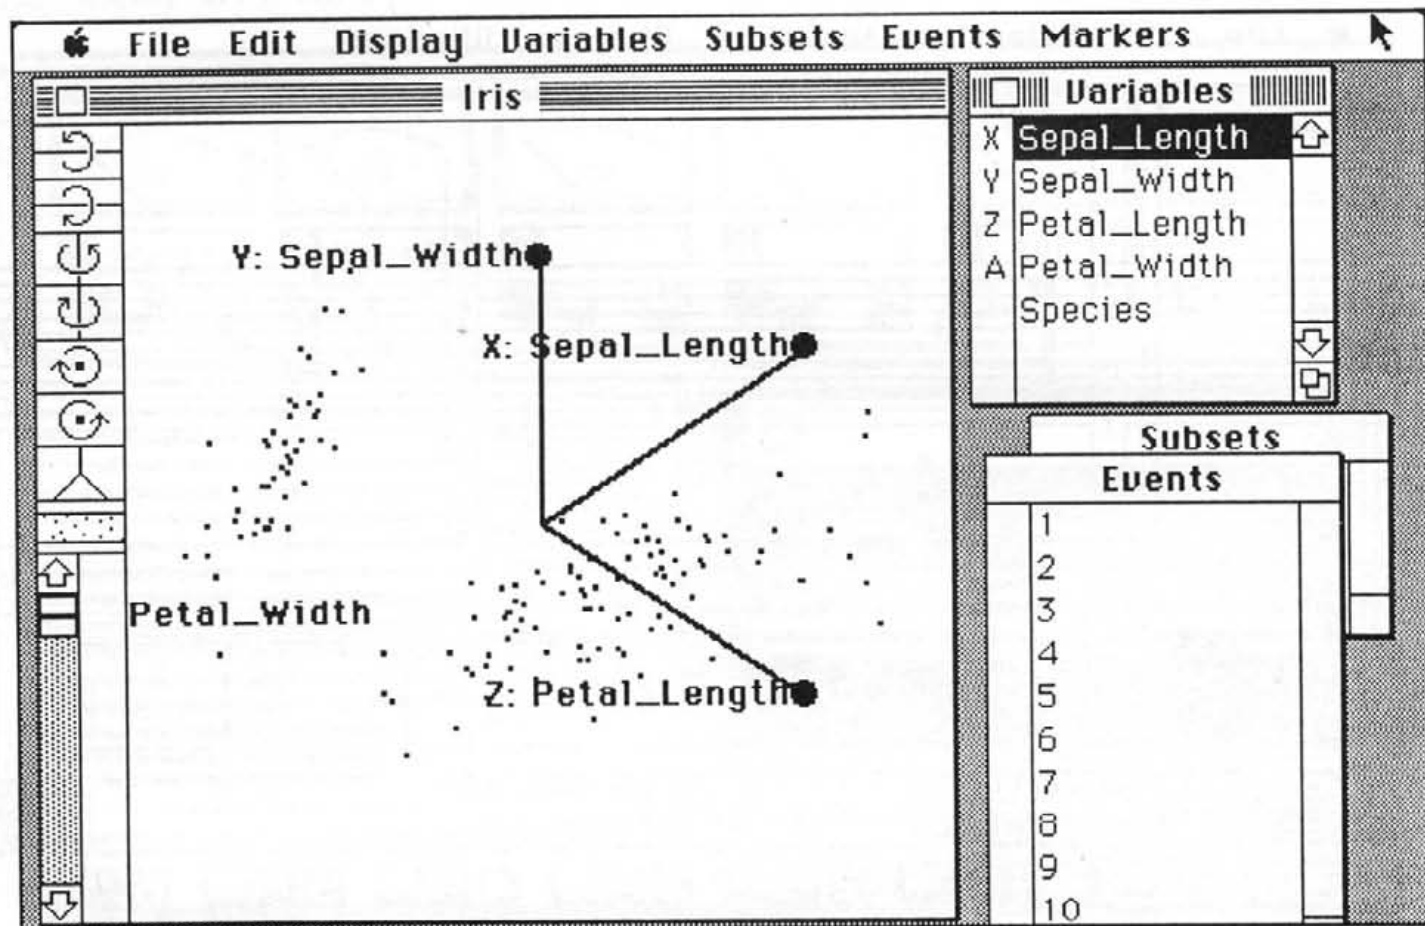 File Edit Display Variables Subsets Events Markers
Iris
Y: Sepal_Width
X: Sepal_Length
Petal_Width
Z: Petal_Length
Variables
X Sepal_Length
Y Sepal_Width
Z Petal_Length
A Petal_Width
Species
Subsets
Events
1
2
3
4
5
6
7
8
9
10